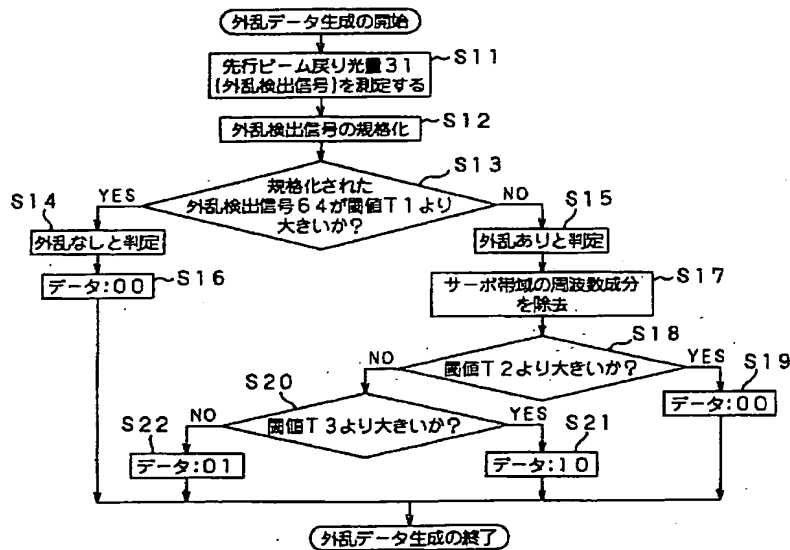 外乱データ生成の開始
S11
先行ビーム戻り光量31
(外乱検出信号)を測定する
S12
外乱検出信号の規格化
S13
規格化された
外乱検出信号64が閾値T1より
大きいか?
YES
NO
S14
外乱なしと判定
S15
外乱ありと判定
S16
データ:00
S17
サーボ帯域の周波数成分
を除去
S18
閾値T2より大きいか?
NO
YES
S19
データ:00
S20
閾値T3より大きいか?
NO
YES
S22
データ:01
S21
データ:10
外乱データ生成の終了